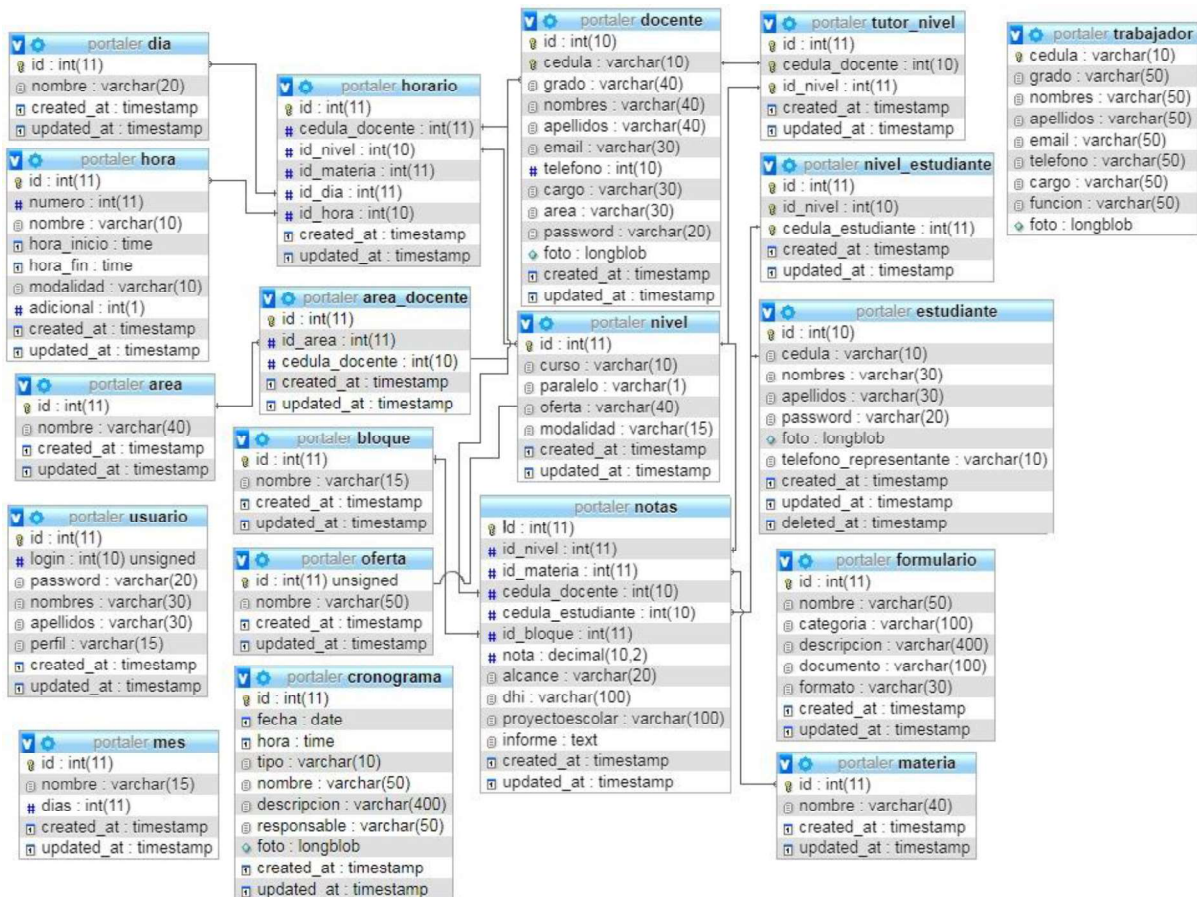 portaler dia
id : int(11)
nombre : varchar(20)
created_at : timestamp
updated_at : timestamp
portaler hora
id : int(11)
numero : int(11)
nombre : varchar(10)
hora_inicio : time
hora_fin : time
modalidad : varchar(10)
adicional : int(1)
created_at : timestamp
updated_at : timestamp
portaler area
id : int(11)
nombre : varchar(40)
created_at : timestamp
updated_at : timestamp
portaler usuario
id : int(11)
login : int(10) unsigned
password : varchar(20)
nombres : varchar(30)
apellidos : varchar(30)
perfil : varchar(15)
created_at : timestamp
updated_at : timestamp
portaler mes
id : int(11)
nombre : varchar(15)
dias : int(11)
created_at : timestamp
updated_at : timestamp
portaler horario
id : int(11)
cedula_docente : int(11)
id_nivel : int(10)
id_materia : int(11)
id_dia : int(11)
id_hora : int(10)
created_at : timestamp
updated_at : timestamp
portaler area_docente
id : int(11)
id_area : int(11)
cedula_docente : int(10)
created_at : timestamp
updated_at : timestamp
portaler bloque
id : int(11)
nombre : varchar(15)
created_at : timestamp
updated_at : timestamp
portaler oferta
id : int(11) unsigned
nombre : varchar(50)
created_at : timestamp
updated_at : timestamp
portaler cronograma
id : int(11)
fecha : date
hora : time
tipo : varchar(10)
nombre : varchar(50)
descripcion : varchar(400)
responsable : varchar(50)
foto : longblob
created_at : timestamp
updated_at : timestamp
portaler docente
id : int(10)
cedula : varchar(10)
grado : varchar(40)
nombres : varchar(40)
apellidos : varchar(40)
email : varchar(30)
telefono : int(10)
cargo : varchar(30)
area : varchar(30)
password : varchar(20)
foto : longblob
created_at : timestamp
updated_at : timestamp
portaler nivel
id : int(11)
curso : varchar(10)
paralelo : varchar(1)
oferta : varchar(40)
modalidad : varchar(15)
created_at : timestamp
updated_at : timestamp
portaler notas
Id : int(11)
id_nivel : int(11)
id_materia : int(11)
cedula_docente : int(10)
cedula_estudiante : int(10)
id_bloque : int(11)
nota : decimal(10,2)
alcance : varchar(20)
dhi : varchar(100)
proyectoescolar : varchar(100)
informe : text
created_at : timestamp
updated_at : timestamp
portaler tutor_nivel
id : int(11)
cedula_docente : int(10)
id_nivel : int(11)
created_at : timestamp
updated_at : timestamp
portaler nivel_estudiante
id : int(11)
id_nivel : int(10)
cedula_estudiante : int(11)
created_at : timestamp
updated_at : timestamp
portaler estudiante
id : int(10)
cedula : varchar(10)
nombres : varchar(30)
apellidos : varchar(30)
password : varchar(20)
foto : longblob
telefono_representante : varchar(10)
created_at : timestamp
updated_at : timestamp
deleted_at : timestamp
portaler formulario
id : int(11)
nombre : varchar(50)
categoria : varchar(100)
descripcion : varchar(400)
documento : varchar(100)
formato : varchar(30)
created_at : timestamp
updated_at : timestamp
portaler materia
id : int(11)
nombre : varchar(40)
created_at : timestamp
updated_at : timestamp
portaler trabajador
cedula : varchar(10)
grado : varchar(50)
nombres : varchar(50)
apellidos : varchar(50)
email : varchar(50)
telefono : varchar(50)
cargo : varchar(50)
funcion : varchar(50)
foto : longblob